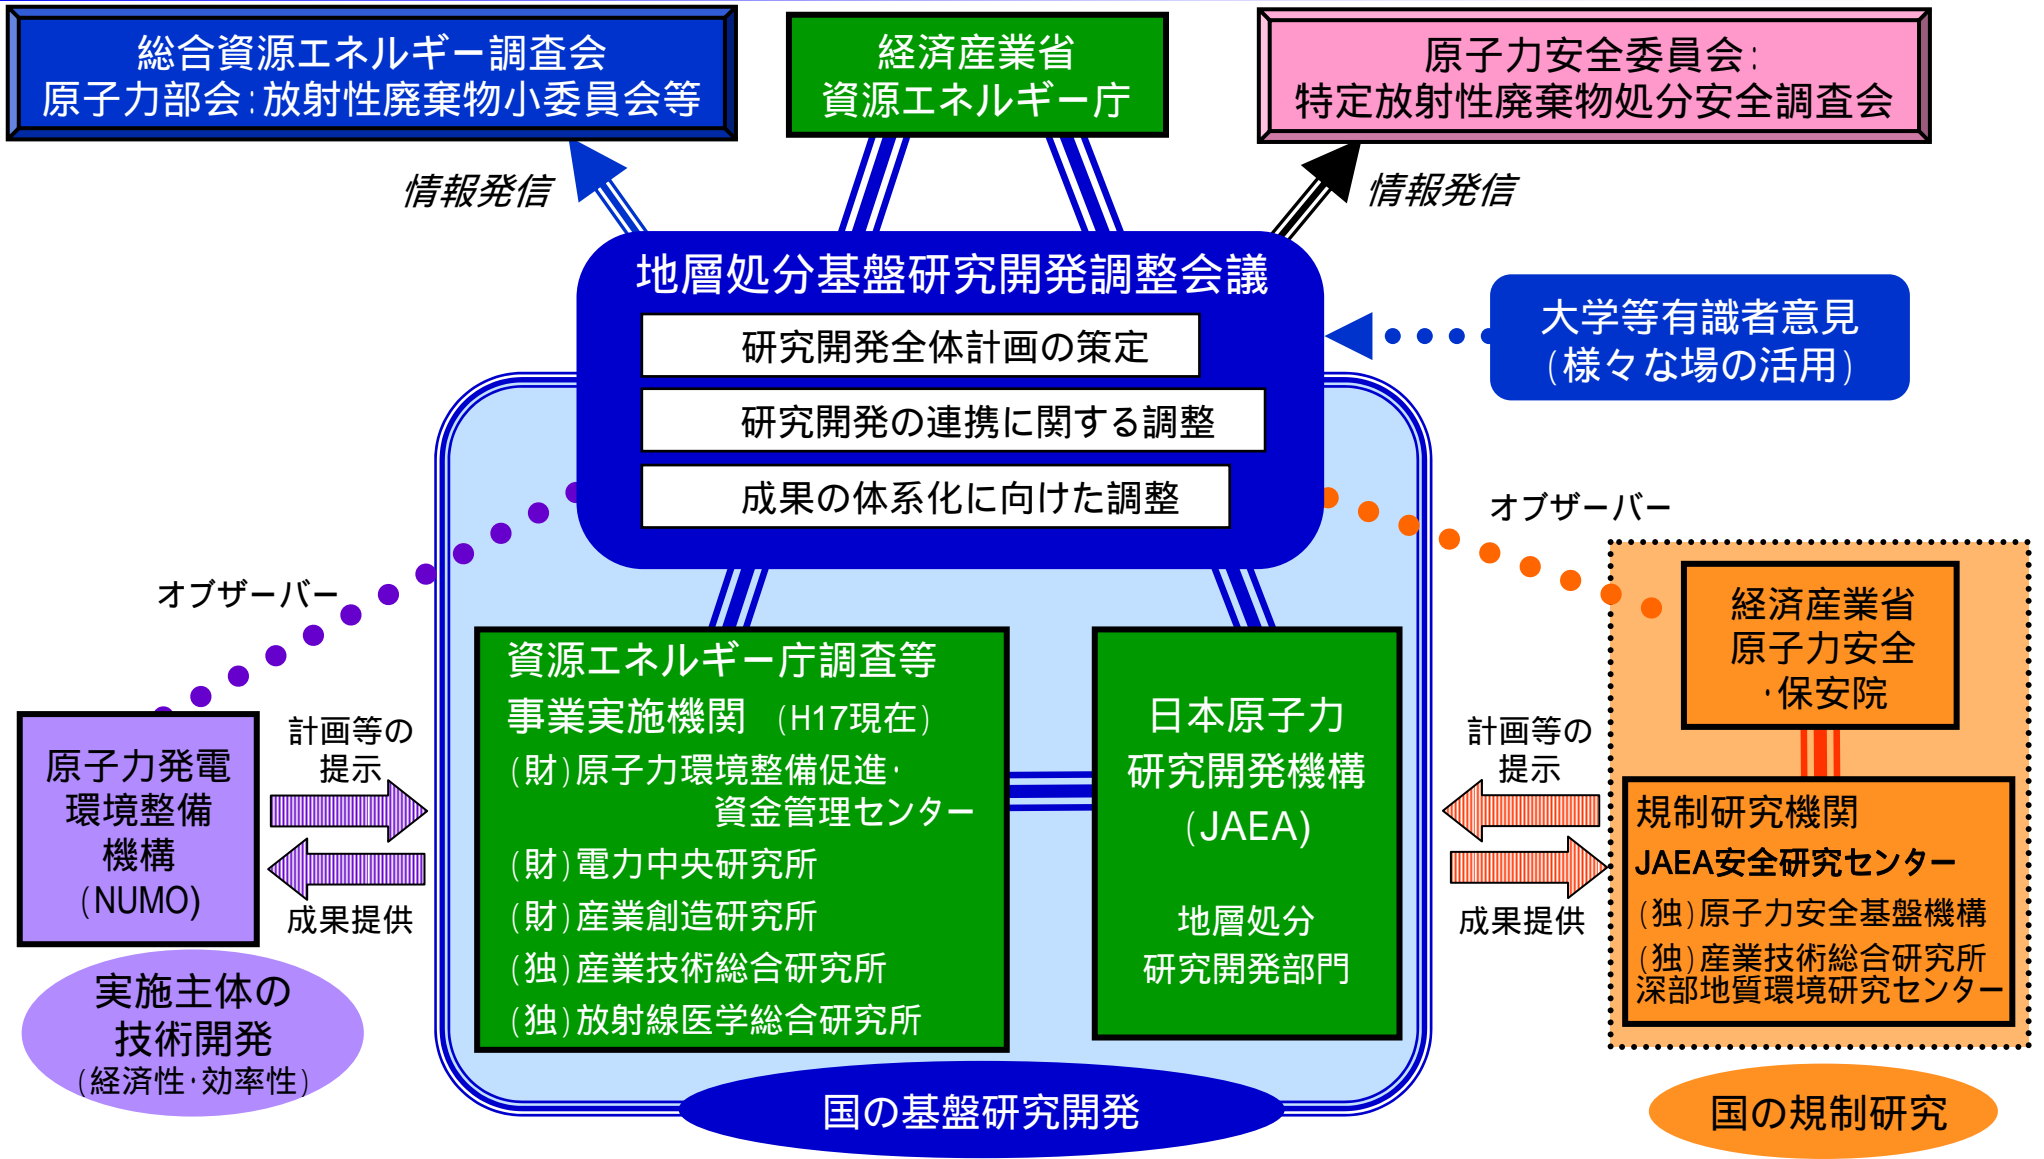 総合資源エネルギー調査会
原子力部会：放射性廃棄物小委員会等
経済産業省
資源エネルギー庁
原子力安全委員会：
特定放射性廃棄物処分安全調査会
情報発信
情報発信
地層処分基盤研究開発調整会議
研究開発全体計画の策定
研究開発の連携に関する調整
成果の体系化に向けた調整
大学等有識者意見
（様々な場の活用）
オブザーバー
オブザーバー
原子力発電
環境整備
機構
（NUMO）
計画等の
提示
成果提供
実施主体の
技術開発
（経済性・効率性）
資源エネルギー庁調査等
事業実施機関 （H17現在）
（財）原子力環境整備促進・
資金管理センター
（財）電力中央研究所
（財）産業創造研究所
（独）産業技術総合研究所
（独）放射線医学総合研究所
日本原子力
研究開発機構
（JAEA）
地層処分
研究開発部門
国の基盤研究開発
計画等の
提示
成果提供
経済産業省
原子力安全
・保安院
規制研究機関
JAEA安全研究センター
（独）原子力安全基盤機構
（独）産業技術総合研究所
深部地質環境研究センター
国の規制研究